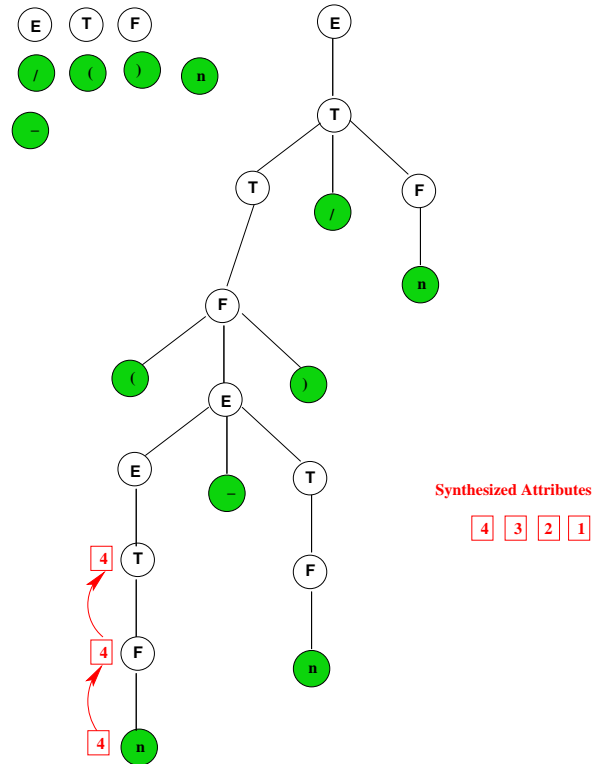 E T F
E
/ ( ) n
T
–
T / F
n
F
( )
E
E – T
Synthesized Attributes
4 3 2 1
4 T F
4 F
n
4 n